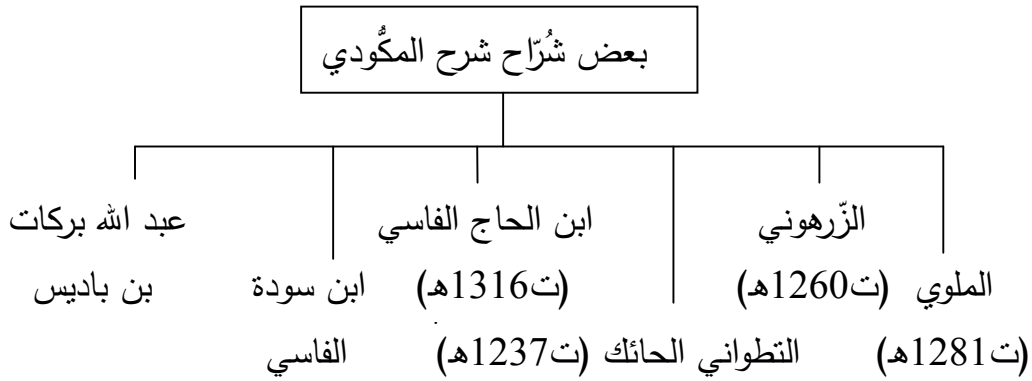 بعض شُرّاح شرح المكُّودي
الزّرهوني
ابن الحاج الفاسي
عبد الله بركات
الملوي
(ت1260هـ)
(ت1316هـ)
ابن سودة
بن باديس
(ت1281هـ)
التطواني الحائك (ت1237هـ)
الفاسي